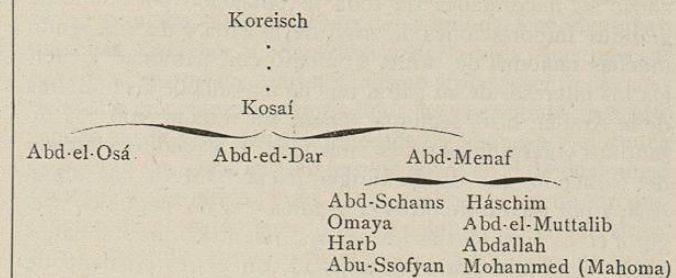 Koreisch
Kosaí
Abd-el-Osá. Abd-ed-Dar Abd-Menaf
Abd-Schams Háschim
Omaya Abd-el-Muttalib
Harb Abdallah
Abu-Ssofyan Mohammed (Mahoma)